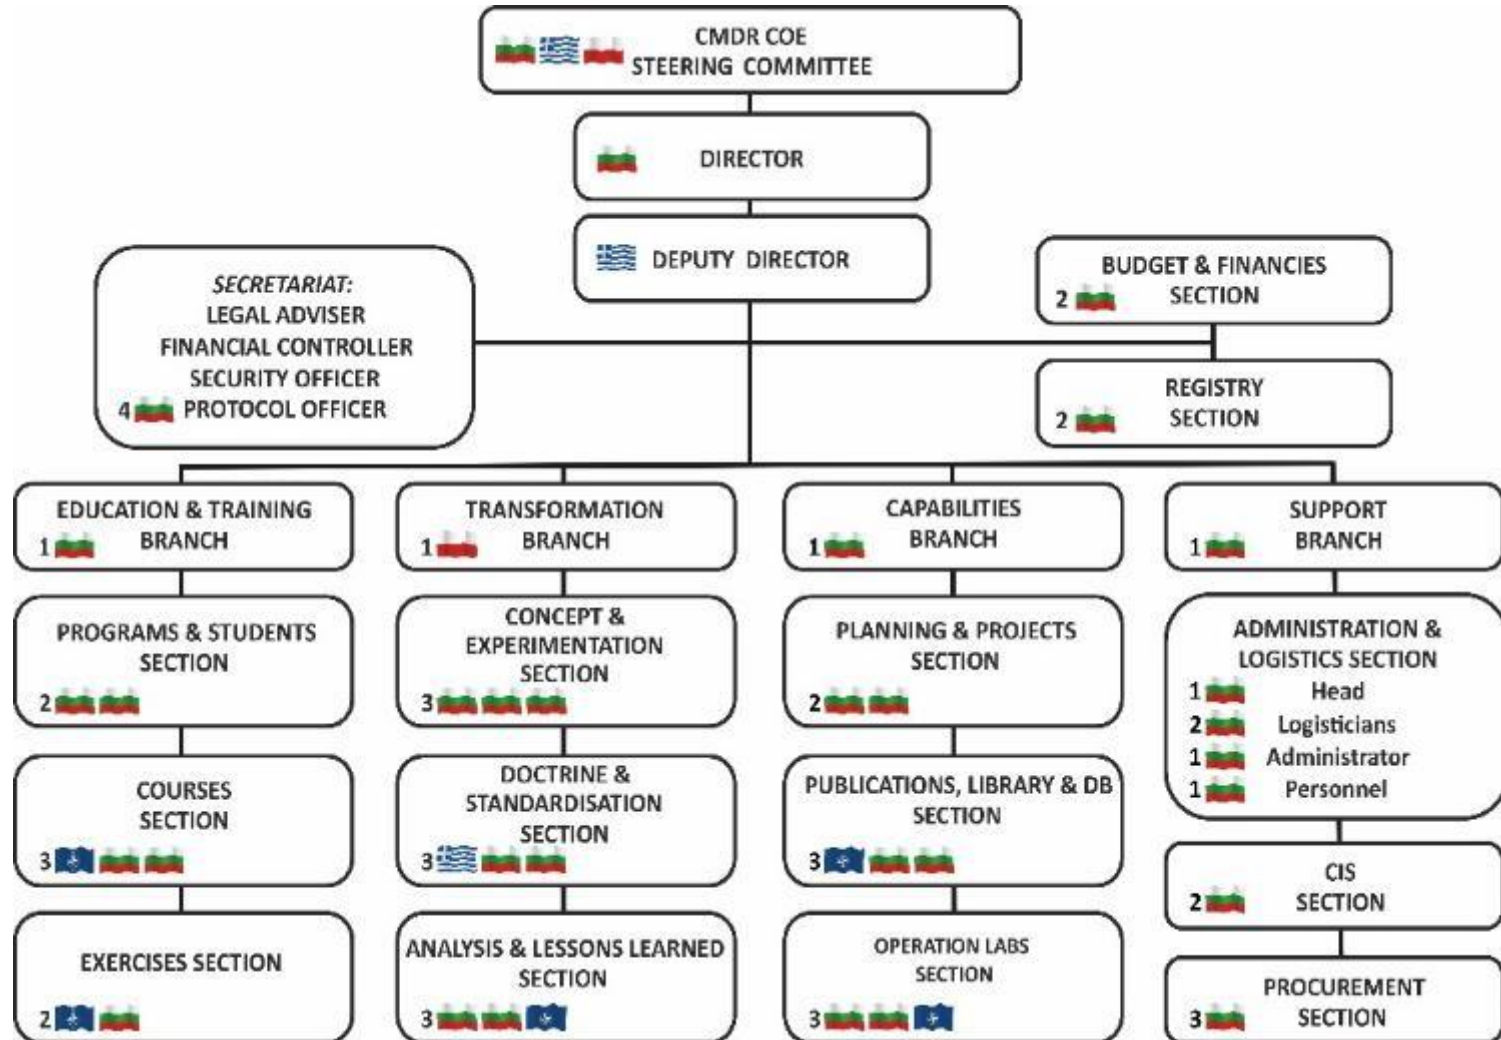 CMDR COE
STEERING COMMITTEE
DIRECTOR
DEPUTY DIRECTOR
SECRETARIAT:
LEGAL ADVISER
FINANCIAL CONTROLLER
SECURITY OFFICER
4 PROTOCOL OFFICER
BUDGET & FINANCIES
SECTION
2
REGISTRY
SECTION
2
EDUCATION & TRAINING
BRANCH
1
PROGRAMS & STUDENTS
SECTION
2
COURSES
SECTION
3
EXERCISES SECTION
2
TRANSFORMATION
BRANCH
1
CONCEPT &
EXPERIMENTATION
SECTION
3
DOCTRINE &
STANDARDISATION
SECTION
3
ANALYSIS & LESSONS LEARNED
SECTION
3
CAPABILITIES
BRANCH
1
PLANNING & PROJECTS
SECTION
2
PUBLICATIONS, LIBRARY & DB
SECTION
3
OPERATION LABS
SECTION
3
SUPPORT
BRANCH
1
ADMINISTRATION &
LOGISTICS SECTION
1 Head
2 Logisticians
1 Administrator
1 Personnel
CIS
SECTION
2
PROCUREMENT
SECTION
3